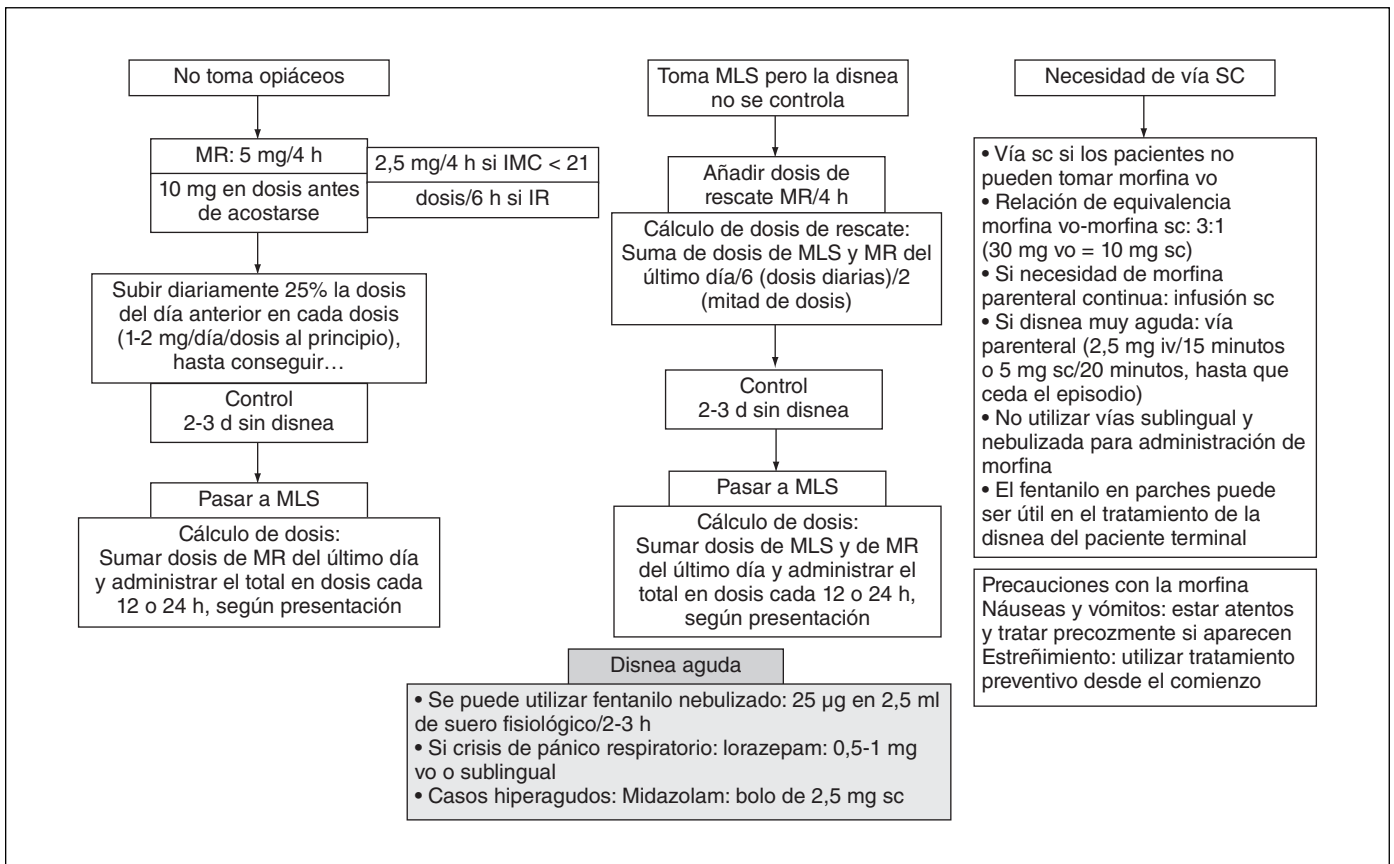 No toma opiáceos
MR: 5 mg/4 h
10 mg en dosis antes
de acostarse
2,5 mg/4 h si IMC < 21
dosis/6 h si IR
Subir diariamente 25% la dosis
del día anterior en cada dosis
(1-2 mg/día/dosis al principio),
hasta conseguir…
Control
2-3 d sin disnea
Pasar a MLS
Cálculo de dosis:
Sumar dosis de MR del último día
y administrar el total en dosis cada
12 o 24 h, según presentación
Toma MLS pero la disnea
no se controla
Añadir dosis de
rescate MR/4 h
Cálculo de dosis de rescate:
Suma de dosis de MLS y MR del
último día/6 (dosis diarias)/2
(mitad de dosis)
Control
2-3 d sin disnea
Pasar a MLS
Cálculo de dosis:
Sumar dosis de MLS y de MR
del último día y administrar el
total en dosis cada 12 o 24 h,
según presentación
Necesidad de vía SC
• Vía sc si los pacientes no
pueden tomar morfina vo
• Relación de equivalencia
morfina vo-morfina sc: 3:1
(30 mg vo = 10 mg sc)
• Si necesidad de morfina
parenteral continua: infusión sc
• Si disnea muy aguda: vía
parenteral (2,5 mg iv/15 minutos
o 5 mg sc/20 minutos, hasta que
ceda el episodio)
• No utilizar vías sublingual y
nebulizada para administración de
morfina
• El fentanilo en parches puede
ser útil en el tratamiento de la
disnea del paciente terminal
Precauciones con la morfina
Náuseas y vómitos: estar atentos
y tratar precozmente si aparecen
Estreñimiento: utilizar tratamiento
preventivo desde el comienzo
Disnea aguda
• Se puede utilizar fentanilo nebulizado: 25 µg en 2,5 ml
de suero fisiológico/2-3 h
• Si crisis de pánico respiratorio: lorazepam: 0,5-1 mg
vo o sublingual
• Casos hiperagudos: Midazolam: bolo de 2,5 mg sc